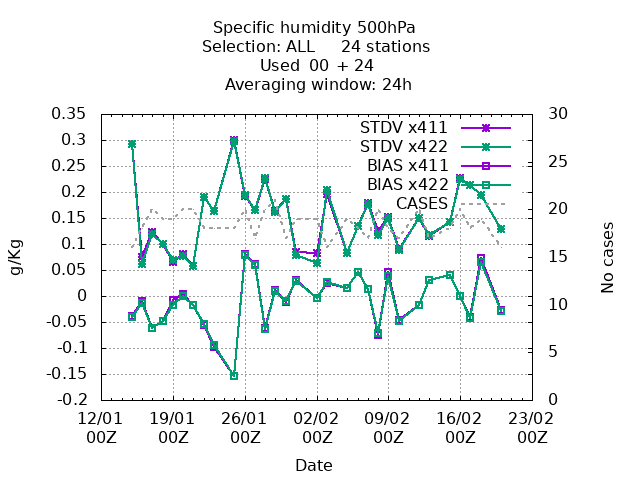 Specific humidity 500hPa
Selection: ALL 24 stations
Used 00 + 24
Averaging window: 24h
0.35
0.3
0.25
0.2
0.15
0.1
0.05
0
-0.05
-0.1
-0.15
-0.2
g/Kg
30
25
20
15
10
5
0
No cases
STDV x411
STDV x422
BIAS x411
BIAS x422
CASES
12/01 19/01 26/01 02/02 09/02 16/02 23/02
00Z 00Z 00Z 00Z 00Z 00Z 00Z
Date